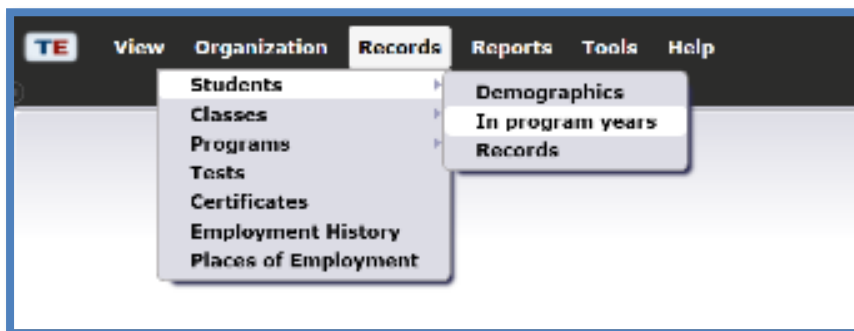 TE View Organization Records Reports Tools Help
Students
Classes
Programs
Tests
Certificates
Employment History
Places of Employment
Demographics
In program years
Records